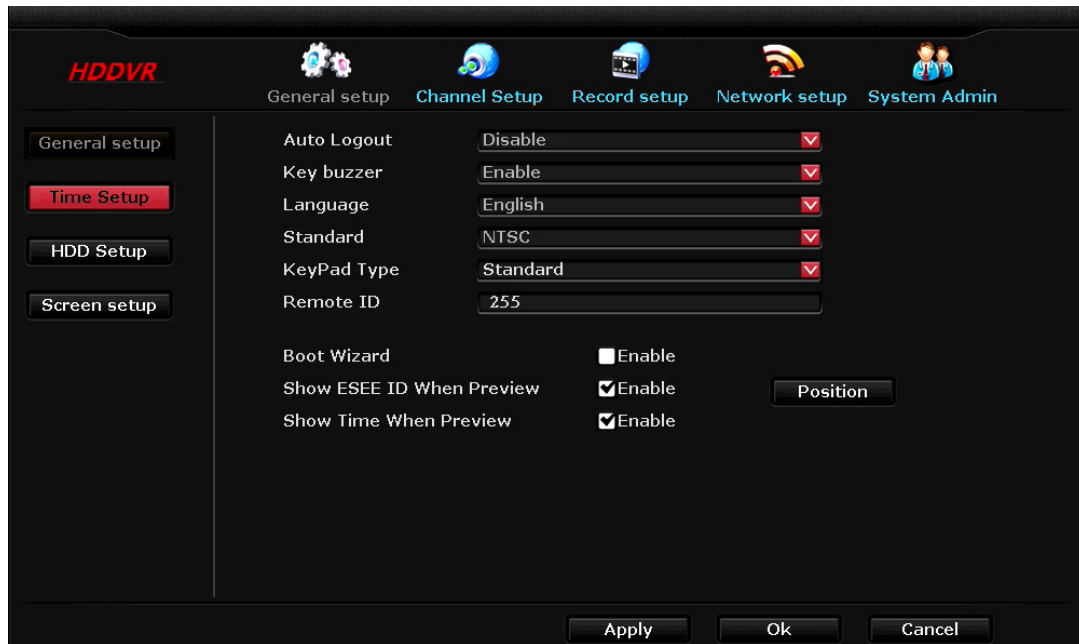 HDDVR
General setup Channel Setup Record setup Network setup System Admin
General setup
Time Setup
HDD Setup
Screen setup
Auto Logout Disable
Key buzzer Enable
Language English
Standard NTSC
KeyPad Type Standard
Remote ID 255
Boot Wizard Enable
Show ESEE ID When Preview Enable Position
Show Time When Preview Enable
Apply Ok Cancel